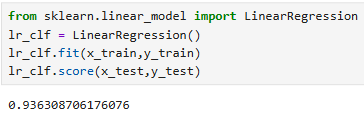 from sklearn.linear_model import LinearRegression
lr_clf = LinearRegression()
lr_clf.fit(x_train,y_train)
lr_clf.score(x_test,y_test)
0.936308706176076